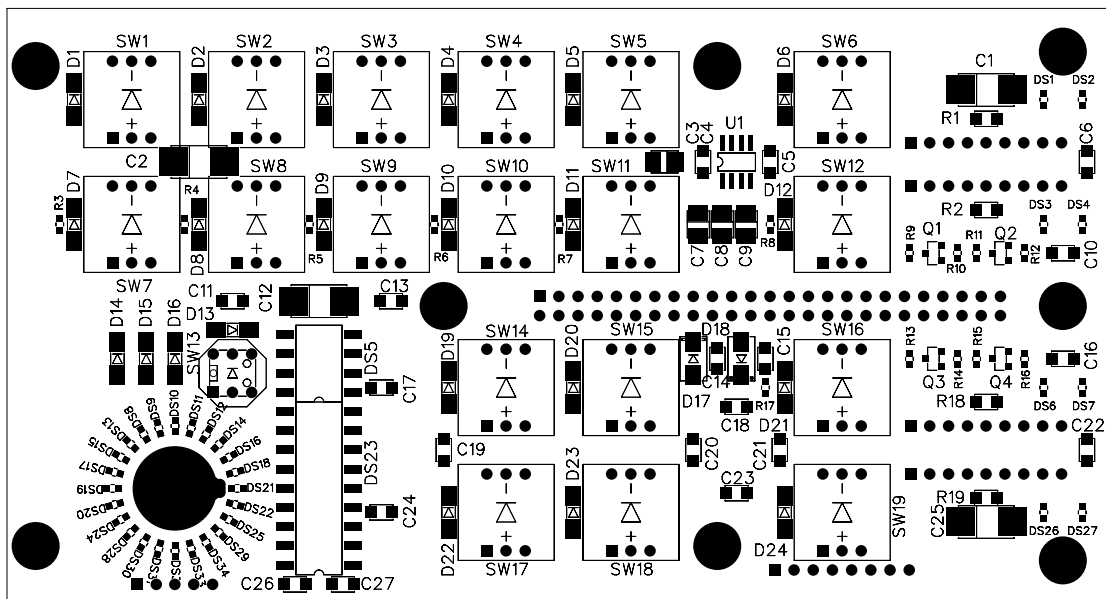 D1 SW1 D2 SW2 D3 SW3 D4 SW4 D5 SW5 D6 SW6 C1 DS1 DS2
R1
C3 C4 U1 C5 C6
C2 D7 R4 SW8 D9 SW9 D10 SW10 D11 SW11 D12 SW12
R3 R5 R6 R7 R8 R2 DS3 DS4
D8 C7 C8 C9 R9 Q1 R10 R11 Q2 R12 C10
SW7 C11 C12 C13
D14 D15 D16 D13 SW13
D19 SW14 D20 SW15 D18 C15 SW16 R13 R15 C16
DS5 C17 C14 D17 R17 Q3 R14 Q4 R16 DS6 DS7
C18 R18
DS8 DS9 DS10 DS11 DS12
DS13 DS14
DS15 DS16
DS17 DS18
DS19 DS21
DS20 DS22
DS24 DS25
DS28 DS29
DS30 DS33 DS34
DS23 C19 D23 C20 C21 D21 C22
C23 R19
C24 D22 D24 SW19 C25 DS26 DS27
SW17 SW18
C26 C27